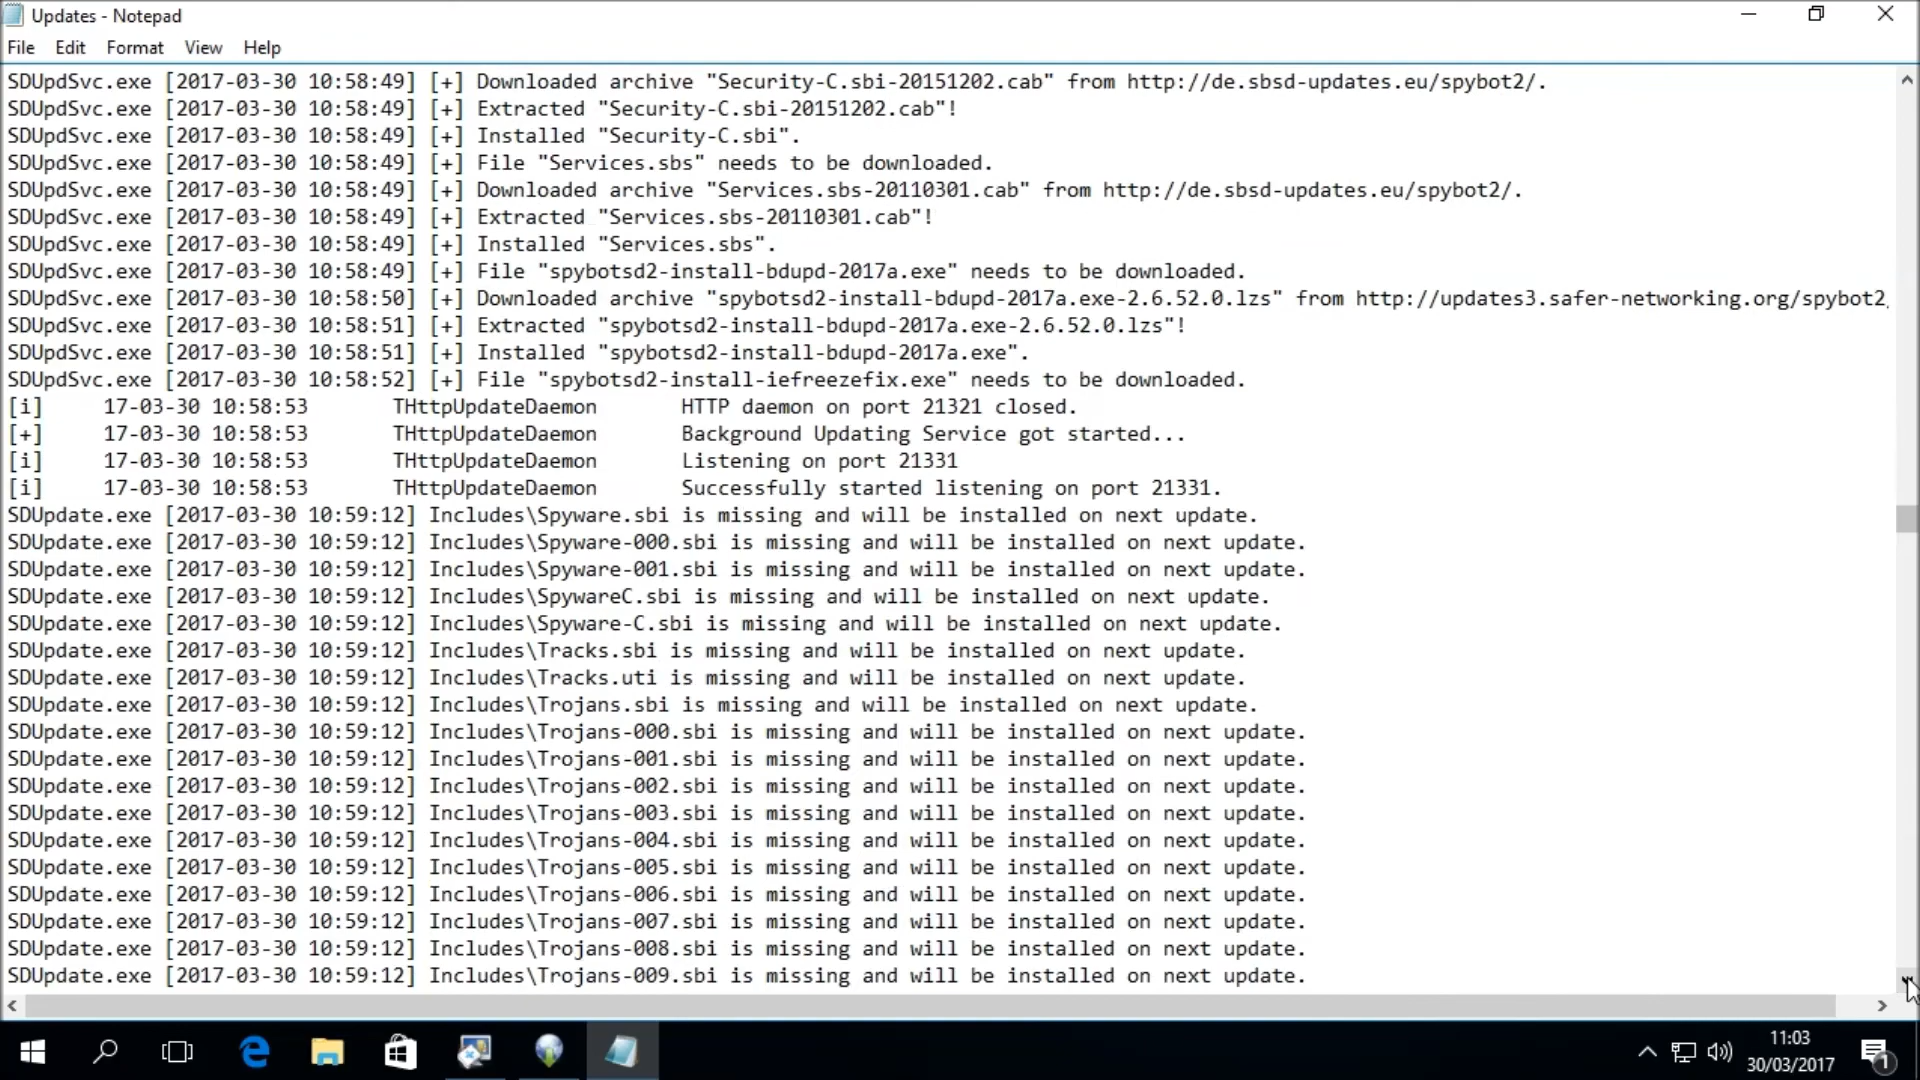 Updates - Notepad
File Edit Format View Help
SDUpdSvc.exe [2017-03-30 10:58:49] [+] Downloaded archive "Security-C.sbi-20151202.cab" from http://de.sbsd-updates.eu/spybot2/.
SDUpdSvc.exe [2017-03-30 10:58:49] [+] Extracted "Security-C.sbi-20151202.cab"!
SDUpdSvc.exe [2017-03-30 10:58:49] [+] Installed "Security-C.sbi".
SDUpdSvc.exe [2017-03-30 10:58:49] [+] File "Services.sbs" needs to be downloaded.
SDUpdSvc.exe [2017-03-30 10:58:49] [+] Downloaded archive "Services.sbs-20110301.cab" from http://de.sbsd-updates.eu/spybot2/.
SDUpdSvc.exe [2017-03-30 10:58:49] [+] Extracted "Services.sbs-20110301.cab"!
SDUpdSvc.exe [2017-03-30 10:58:49] [+] Installed "Services.sbs".
SDUpdSvc.exe [2017-03-30 10:58:49] [+] File "spybotsd2-install-bdupd-2017a.exe" needs to be downloaded.
SDUpdSvc.exe [2017-03-30 10:58:50] [+] Downloaded archive "spybotsd2-install-bdupd-2017a.exe-2.6.52.0.lzs" from http://updates3.safer-networking.org/spybot2/
SDUpdSvc.exe [2017-03-30 10:58:51] [+] Extracted "spybotsd2-install-bdupd-2017a.exe-2.6.52.0.lzs"!
SDUpdSvc.exe [2017-03-30 10:58:51] [+] Installed "spybotsd2-install-bdupd-2017a.exe".
SDUpdSvc.exe [2017-03-30 10:58:52] [+] File "spybotsd2-install-iefreezefix.exe" needs to be downloaded.
[i] 17-03-30 10:58:53 THttpUpdateDaemon HTTP daemon on port 21321 closed.
[+] 17-03-30 10:58:53 THttpUpdateDaemon Background Updating Service got started...
[i] 17-03-30 10:58:53 THttpUpdateDaemon Listening on port 21331
[i] 17-03-30 10:58:53 THttpUpdateDaemon Successfully started listening on port 21331.
SDUpdate.exe [2017-03-30 10:59:12] Includes\Spyware.sbi is missing and will be installed on next update.
SDUpdate.exe [2017-03-30 10:59:12] Includes\Spyware-000.sbi is missing and will be installed on next update.
SDUpdate.exe [2017-03-30 10:59:12] Includes\Spyware-001.sbi is missing and will be installed on next update.
SDUpdate.exe [2017-03-30 10:59:12] Includes\SpywareC.sbi is missing and will be installed on next update.
SDUpdate.exe [2017-03-30 10:59:12] Includes\Spyware-C.sbi is missing and will be installed on next update.
SDUpdate.exe [2017-03-30 10:59:12] Includes\Tracks.sbi is missing and will be installed on next update.
SDUpdate.exe [2017-03-30 10:59:12] Includes\Tracks.uti is missing and will be installed on next update.
SDUpdate.exe [2017-03-30 10:59:12] Includes\Trojans.sbi is missing and will be installed on next update.
SDUpdate.exe [2017-03-30 10:59:12] Includes\Trojans-000.sbi is missing and will be installed on next update.
SDUpdate.exe [2017-03-30 10:59:12] Includes\Trojans-001.sbi is missing and will be installed on next update.
SDUpdate.exe [2017-03-30 10:59:12] Includes\Trojans-002.sbi is missing and will be installed on next update.
SDUpdate.exe [2017-03-30 10:59:12] Includes\Trojans-003.sbi is missing and will be installed on next update.
SDUpdate.exe [2017-03-30 10:59:12] Includes\Trojans-004.sbi is missing and will be installed on next update.
SDUpdate.exe [2017-03-30 10:59:12] Includes\Trojans-005.sbi is missing and will be installed on next update.
SDUpdate.exe [2017-03-30 10:59:12] Includes\Trojans-006.sbi is missing and will be installed on next update.
SDUpdate.exe [2017-03-30 10:59:12] Includes\Trojans-007.sbi is missing and will be installed on next update.
SDUpdate.exe [2017-03-30 10:59:12] Includes\Trojans-008.sbi is missing and will be installed on next update.
SDUpdate.exe [2017-03-30 10:59:12] Includes\Trojans-009.sbi is missing and will be installed on next update.
11:03
30/03/2017
1